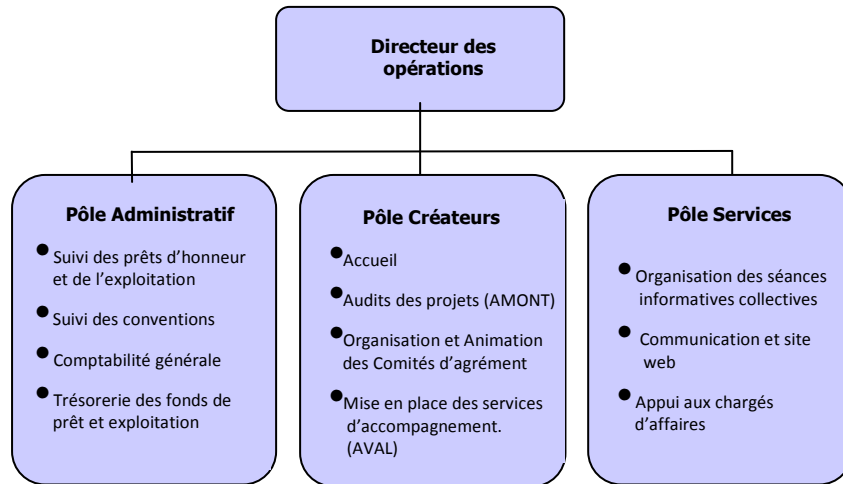 Directeur des
opérations
Pôle Administratif
● Suivi des prêts d’honneur
et de l’exploitation
● Suivi des conventions
● Comptabilité générale
● Trésorerie des fonds de
prêt et exploitation
Pôle Créateurs
● Accueil
● Audits des projets (AMONT)
● Organisation et Animation
des Comités d’agrément
● Mise en place des services
d’accompagnement.
(AVAL)
Pôle Services
● Organisation des séances
informatives collectives
● Communication et site
web
● Appui aux chargés
d’affaires